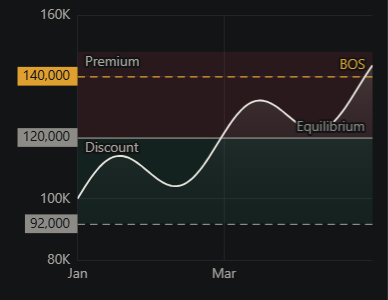 160K
Premium
BOS
140,000
120,000
Equilibrium
Discount
100K
92,000
80K
Jan
Mar